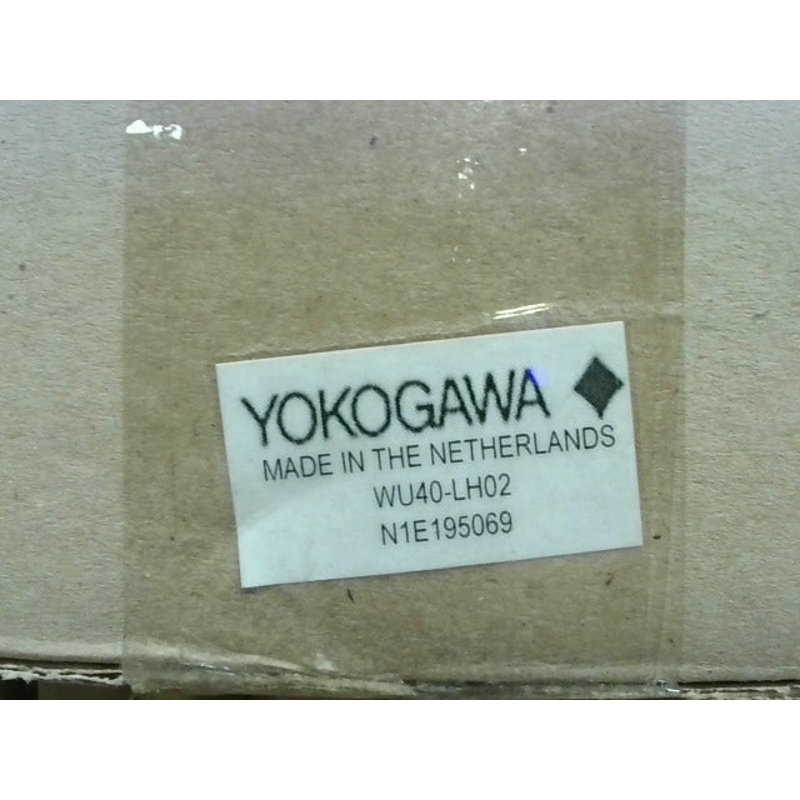 YOKOGAWA
MADE IN THE NETHERLANDS
WU40-LH02
N1E195069